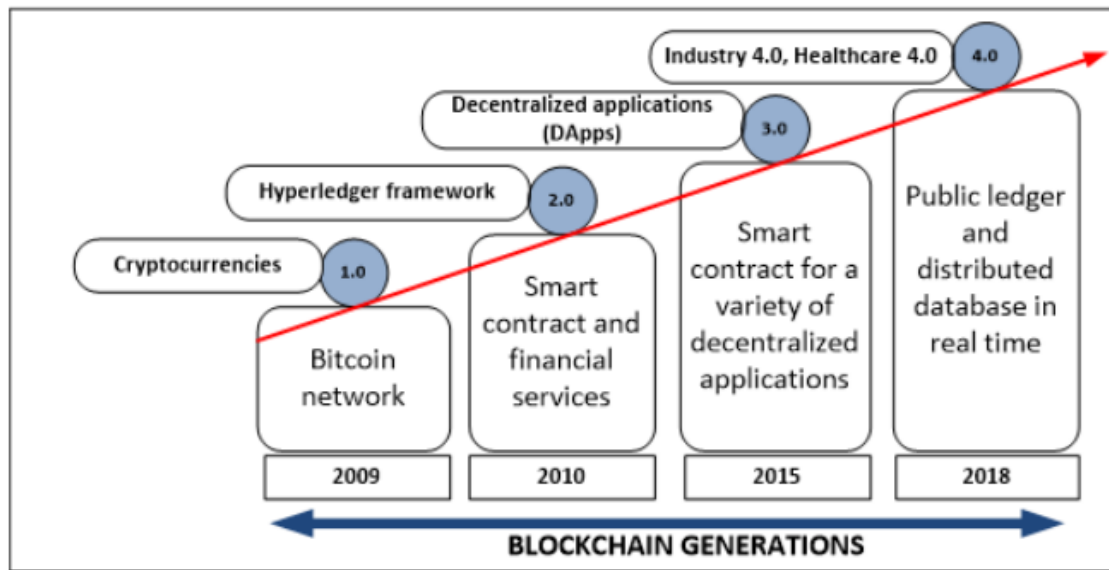 Industry 4.0, Healthcare 4.0
4.0
Decentralized applications
(DApps)
3.0
Hyperledger framework
2.0
Cryptocurrencies
1.0
Bitcoin
network
Smart
contract and
financial
services
Smart
contract for a
variety of
decentralized
applications
Public ledger
and
distributed
database in
real time
2009
2010
2015
2018
BLOCKCHAIN GENERATIONS